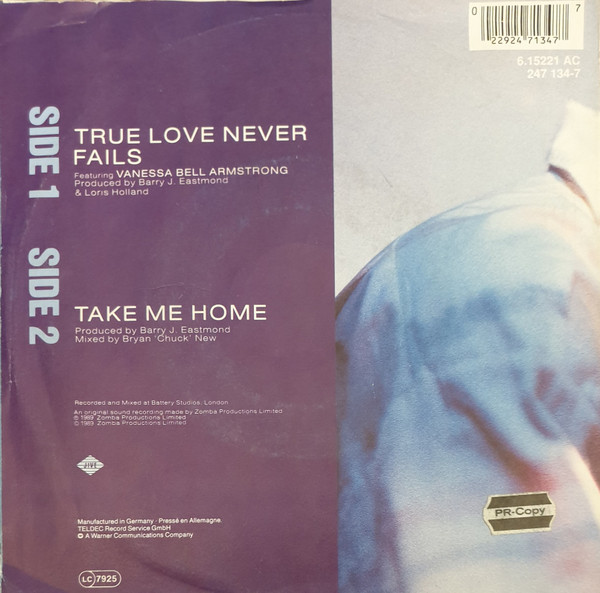 0 22924 71347 7
6.15221 AC
247 134-7
SIDE 1
TRUE LOVE NEVER
FAILS
Featuring VANESSA BELL ARMSTRONG
Produced by Barry J. Eastmond
& Loris Holland
SIDE 2
TAKE ME HOME
Produced by Barry J. Eastmond
Mixed by Bryan 'Chuck' New
Recorded and Mixed at Battery Studios, London
An original sound recording made by Zomba Productions Limited
℗ 1989 Zomba Productions Limited
© 1989 Zomba Productions Limited
JIVE
Manufactured in Germany · Pressé en Allemagne
TELDEC Record Service GmbH
A Warner Communications Company
LC 7925
PR-Copy